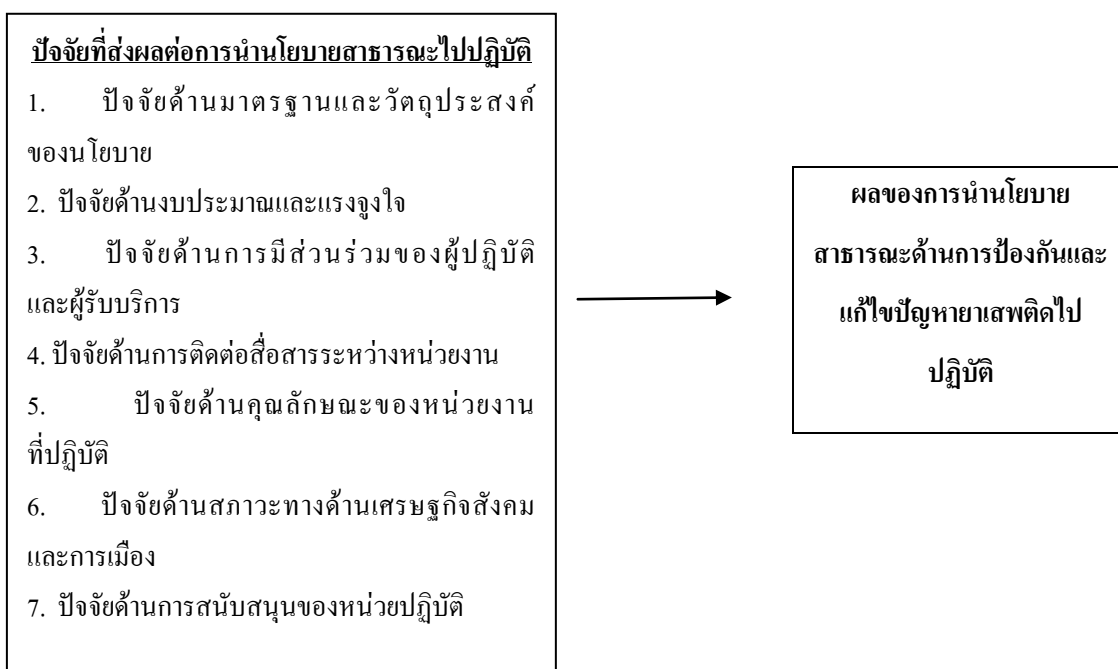 ปัจจัยที่ส่งผลต่อการนำนโยบายสาธารณะไปปฏิบัติ
1. ปัจจัยด้านมาตรฐานและวัตถุประสงค์
ของนโยบาย
2. ปัจจัยด้านงบประมาณและแรงจูงใจ
3. ปัจจัยด้านการมีส่วนร่วมของผู้ปฏิบัติ
และผู้รับบริการ
4. ปัจจัยด้านการติดต่อสื่อสารระหว่างหน่วยงาน
5. ปัจจัยด้านคุณลักษณะของหน่วยงาน
ที่ปฏิบัติ
6. ปัจจัยด้านสภาวะทางด้านเศรษฐกิจสังคม
และการเมือง
7. ปัจจัยด้านการสนับสนุนของหน่วยปฏิบัติ
ผลของการนำนโยบาย
สาธารณะด้านการป้องกันและ
แก้ไขปัญหายาเสพติดไป
ปฏิบัติ